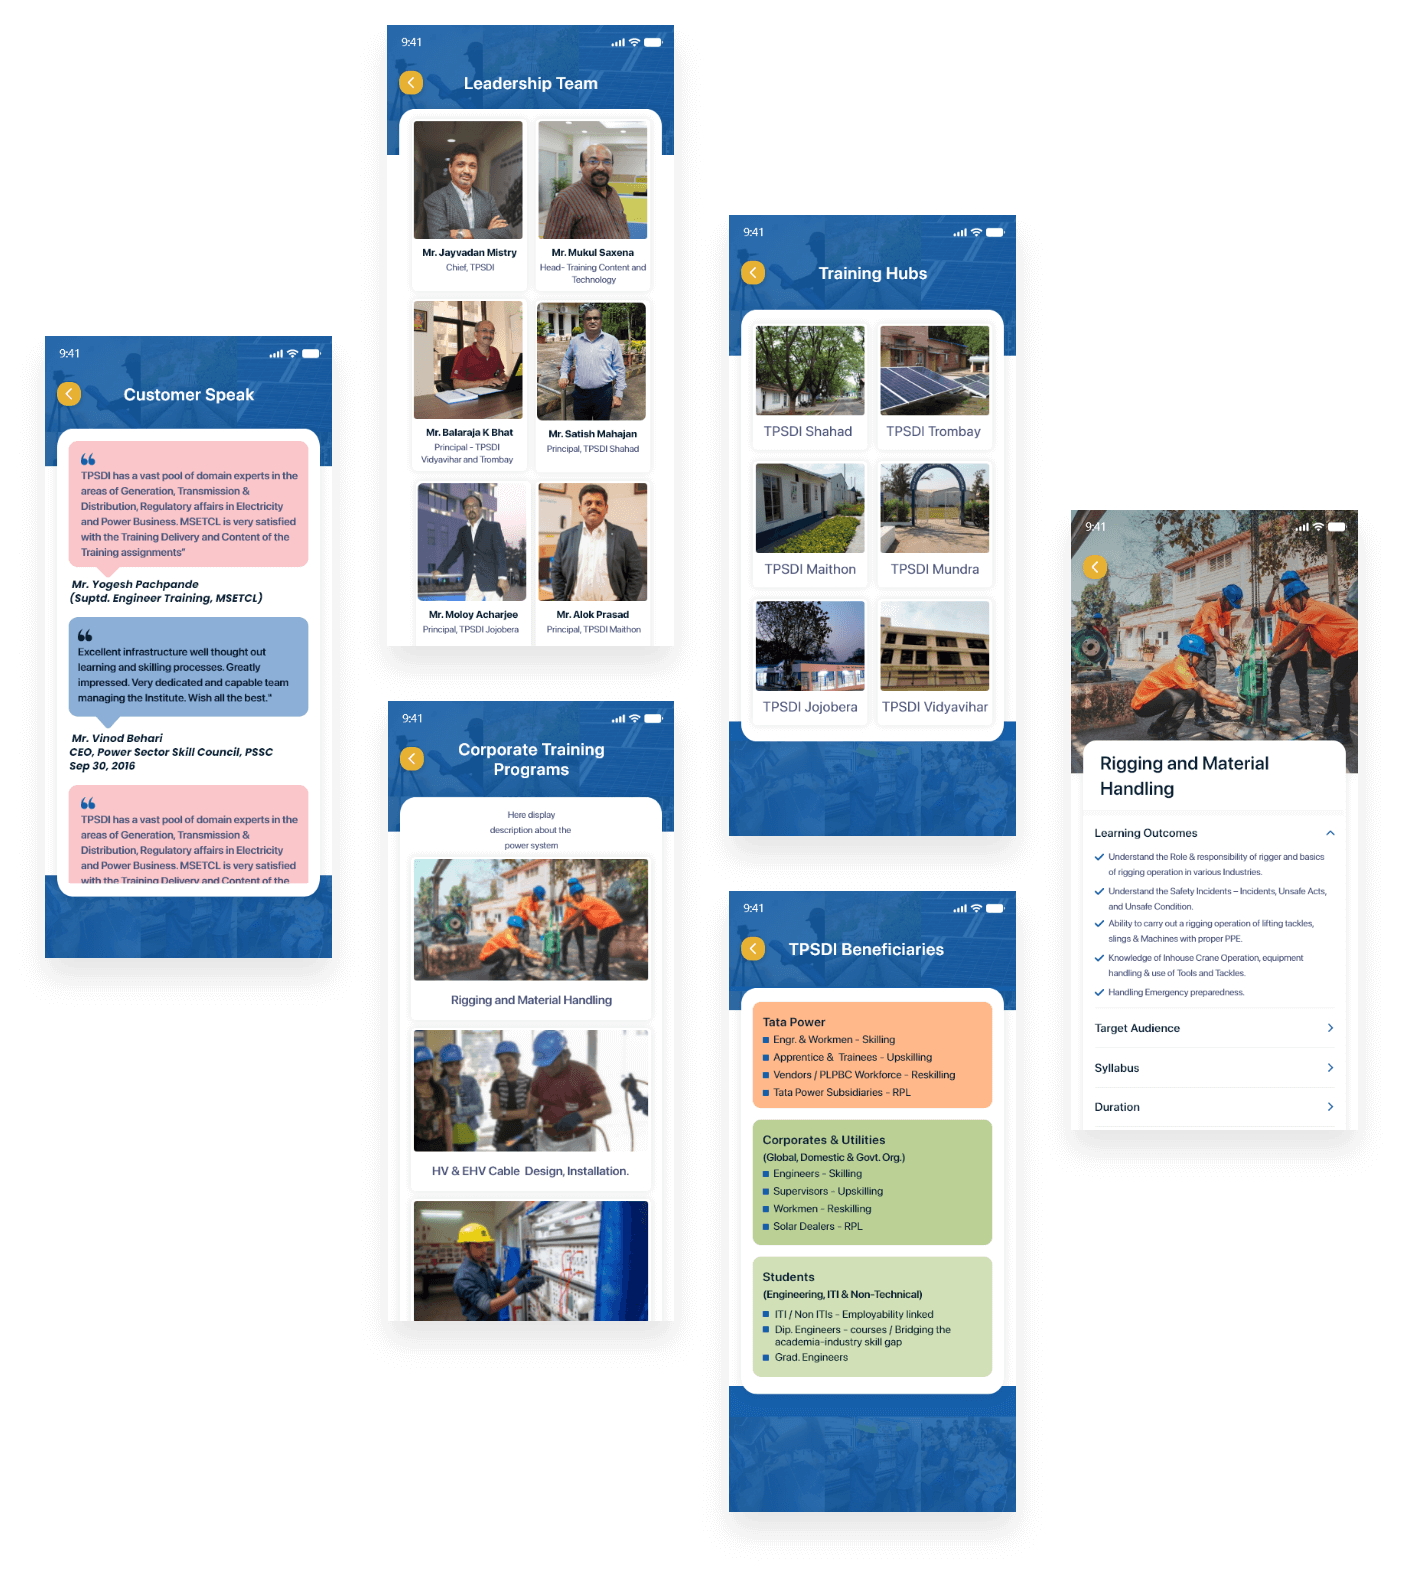 9:41
Customer Speak
TPSDI has a vast pool of domain experts in the
areas of Generation, Transmission &
Distribution, Regulatory affairs in Electricity
and Power Business. MSETCL is very satisfied
with the Training Delivery and Content of the
Training assignments"
Mr. Yogesh Pachpande
(Suptd. Engineer Training, MSETCL)
Excellent infrastructure well thought out
learning and skilling processes. Greatly
impressed. Very dedicated and capable team
managing the Institute. Wish all the best."
Mr. Vinod Behari
CEO, Power Sector Skill Council, PSSC
Sep 30, 2016
TPSDI has a vast pool of domain experts in the
areas of Generation, Transmission &
Distribution, Regulatory affairs in Electricity
and Power Business. MSETCL is very satisfied
with the Training Delivery and Content of the
9:41
Leadership Team
Mr. Jayvadan Mistry
Chief, TPSDI
Mr. Mukul Saxena
Head- Training Content and
Technology
Mr. Balaraja K Bhat
Principal - TPSDI
Vidyavihar and Trombay
Mr. Satish Mahajan
Principal, TPSDI Shahad
Mr. Moloy Acharjee
Principal, TPSDI Jojobera
Mr. Alok Prasad
Principal, TPSDI Maithon
9:41
Corporate Training
Programs
Here display
description about the
power system
Rigging and Material Handling
HV & EHV Cable Design, Installation.
9:41
Training Hubs
TPSDI Shahad
TPSDI Trombay
TPSDI Maithon
TPSDI Mundra
TPSDI Jojobera
TPSDI Vidyavihar
9:41
TPSDI Beneficiaries
Tata Power
Engr. & Workmen - Skilling
Apprentice & Trainees - Upskilling
Vendors / PLPBC Workforce - Reskilling
Tata Power Subsidiaries - RPL
Corporates & Utilities
(Global, Domestic & Govt. Org.)
Engineers - Skilling
Supervisors - Upskilling
Workmen - Reskilling
Solar Dealers - RPL
Students
(Engineering, ITI & Non-Technical)
ITI / Non ITIs - Employability linked
Dip. Engineers - courses / Bridging the
academia-industry skill gap
Grad. Engineers
9:41
Rigging and Material
Handling
Learning Outcomes
Understand the Role & responsibility of rigger and basics
of rigging operation in various Industries.
Understand the Safety Incidents – Incidents, Unsafe Acts,
and Unsafe Condition.
Ability to carry out a rigging operation of lifting tackles,
slings & Machines with proper PPE.
Knowledge of Inhouse Crane Operation, equipment
handling & use of Tools and Tackles.
Handling Emergency preparedness.
Target Audience
Syllabus
Duration